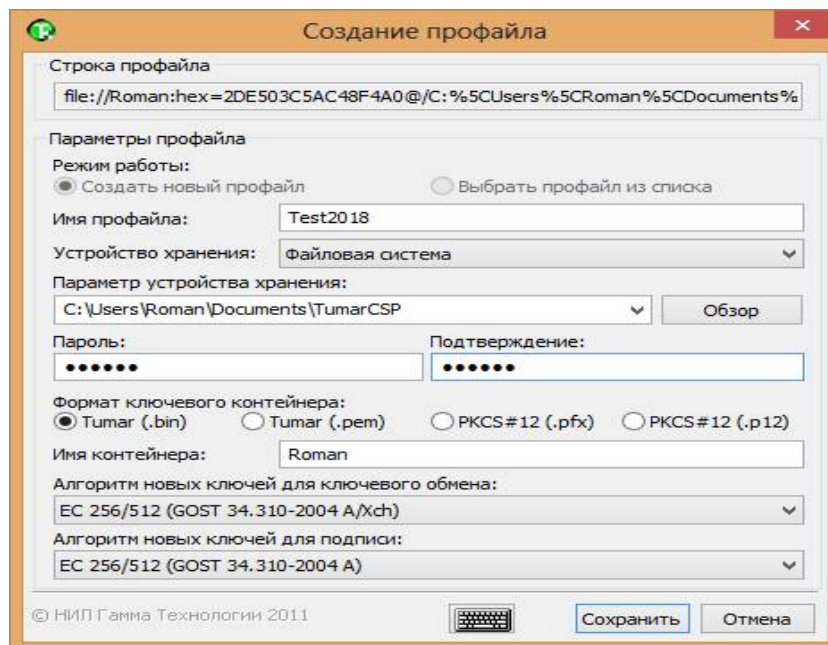 Создание профайла
Строка профайла
file://Roman:hex=2DE503C5AC48F4A0@/C:%5CUsers%5CRoman%5CDocuments%
Параметры профайла
Режим работы:
Создать новый профайл Выбрать профайл из списка
Имя профайла: Test2018
Устройство хранения: Файловая система
Параметр устройства хранения:
C:\Users\Roman\Documents\TumarCSP Обзор
Пароль: Подтверждение:
●●●●●● ●●●●●●
Формат ключевого контейнера:
Tumar (.bin) Tumar (.pem) PKCS#12 (.pfx) PKCS#12 (.p12)
Имя контейнера: Roman
Алгоритм новых ключей для ключевого обмена:
EC 256/512 (GOST 34.310-2004 A/Xch)
Алгоритм новых ключей для подписи:
EC 256/512 (GOST 34.310-2004 A)
© НИЛ Гамма Технологии 2011 Сохранить Отмена